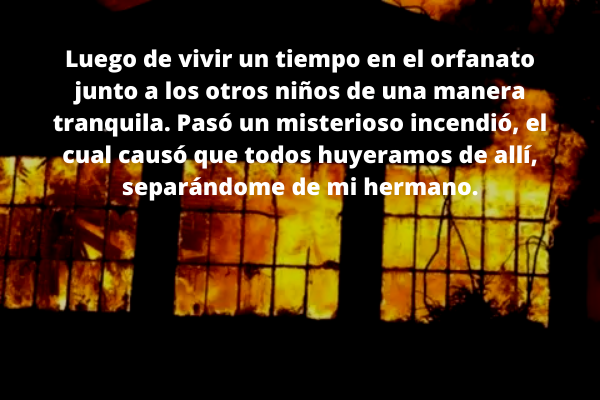 Luego de vivir un tiempo en el orfanato
junto a los otros niños de una manera
tranquila. Pasó un misterioso incendió, el
cual causó que todos huyeramos de allí,
separándome de mi hermano.